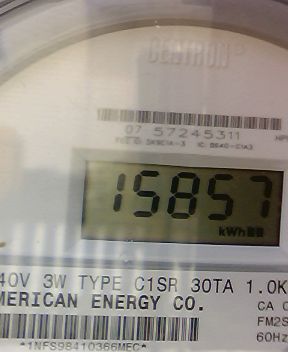 CENTRON®
07 57245311
15857
kWh
40V 3W TYPE C1SR 30TA 1.0K
MERICAN ENERGY CO.
CA
FM2S
60Hz
*1NFS98410366MEC*